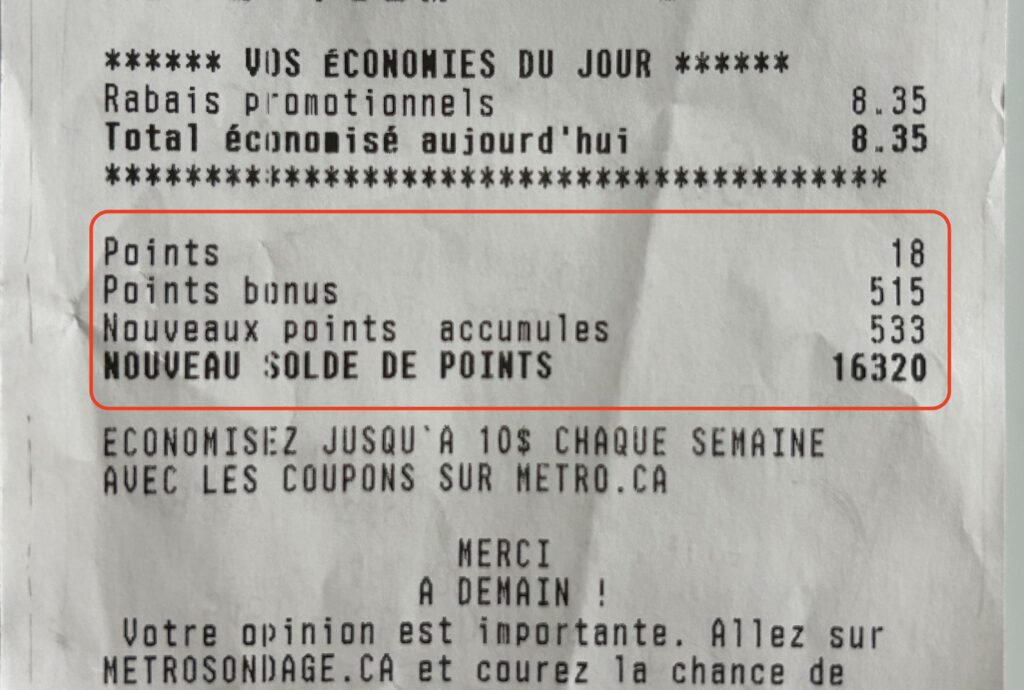 ****** VOS ÉCONOMIES DU JOUR ******
Rabais promotionnels 8.35
Total économisé aujourd'hui 8.35
****************************************
Points 18
Points bonus 515
Nouveaux points accumules 533
NOUVEAU SOLDE DE POINTS 16320
ECONOMISEZ JUSQU`A 10$ CHAQUE SEMAINE
AVEC LES COUPONS SUR METRO.CA
MERCI
A DEMAIN !
Votre opinion est importante. Allez sur
METROSONDAGE.CA et courez la chance de